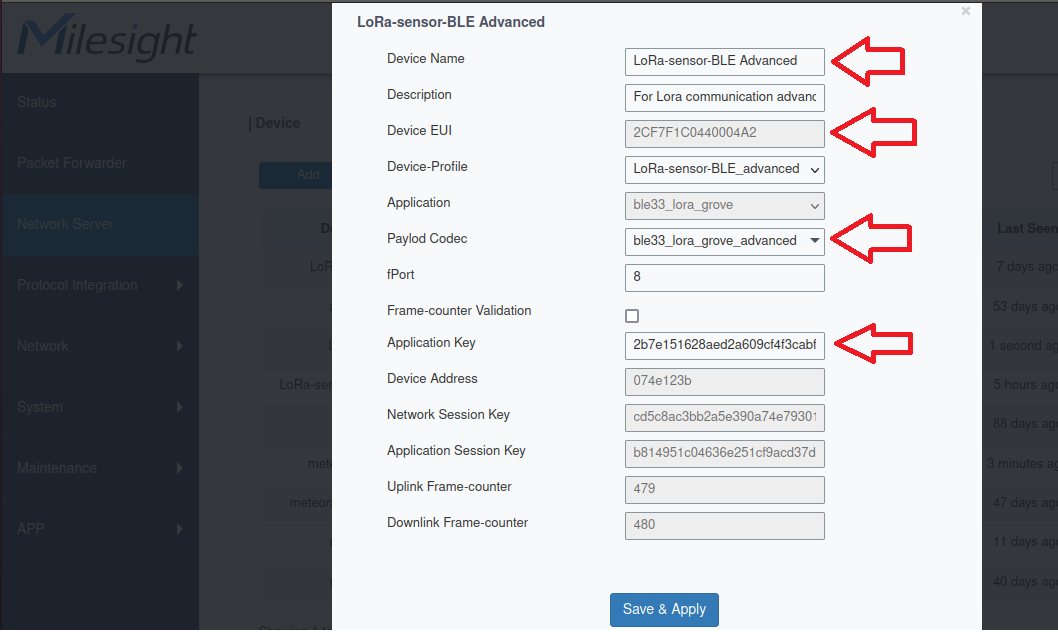 Milesight
LoRa-sensor-BLE Advanced
×
Status
Packet Forwarder
Network Server
Protocol Integration
Network
System
Maintenance
APP
| Device
Add
Device Name
LoRa-sensor-BLE Advanced
Description
For Lora communication advanc
Device EUI
2CF7F1C0440004A2
Device-Profile
LoRa-sensor-BLE_advanced
Application
ble33_lora_grove
Paylod Codec
ble33_lora_grove_advanced
fPort
8
Frame-counter Validation
Application Key
2b7e151628aed2a609cf4f3cabf
Device Address
074e123b
Network Session Key
cd5c8ac3bb2a5e390a74e79301
Application Session Key
b814951c04636e251cf9acd37d
Uplink Frame-counter
479
Downlink Frame-counter
480
Save & Apply
LoRa-sen
meteora
Last Seen
7 days ago
53 days ago
1 second ago
5 hours ago
88 days ago
3 minutes ago
47 days ago
11 days ago
40 days ago